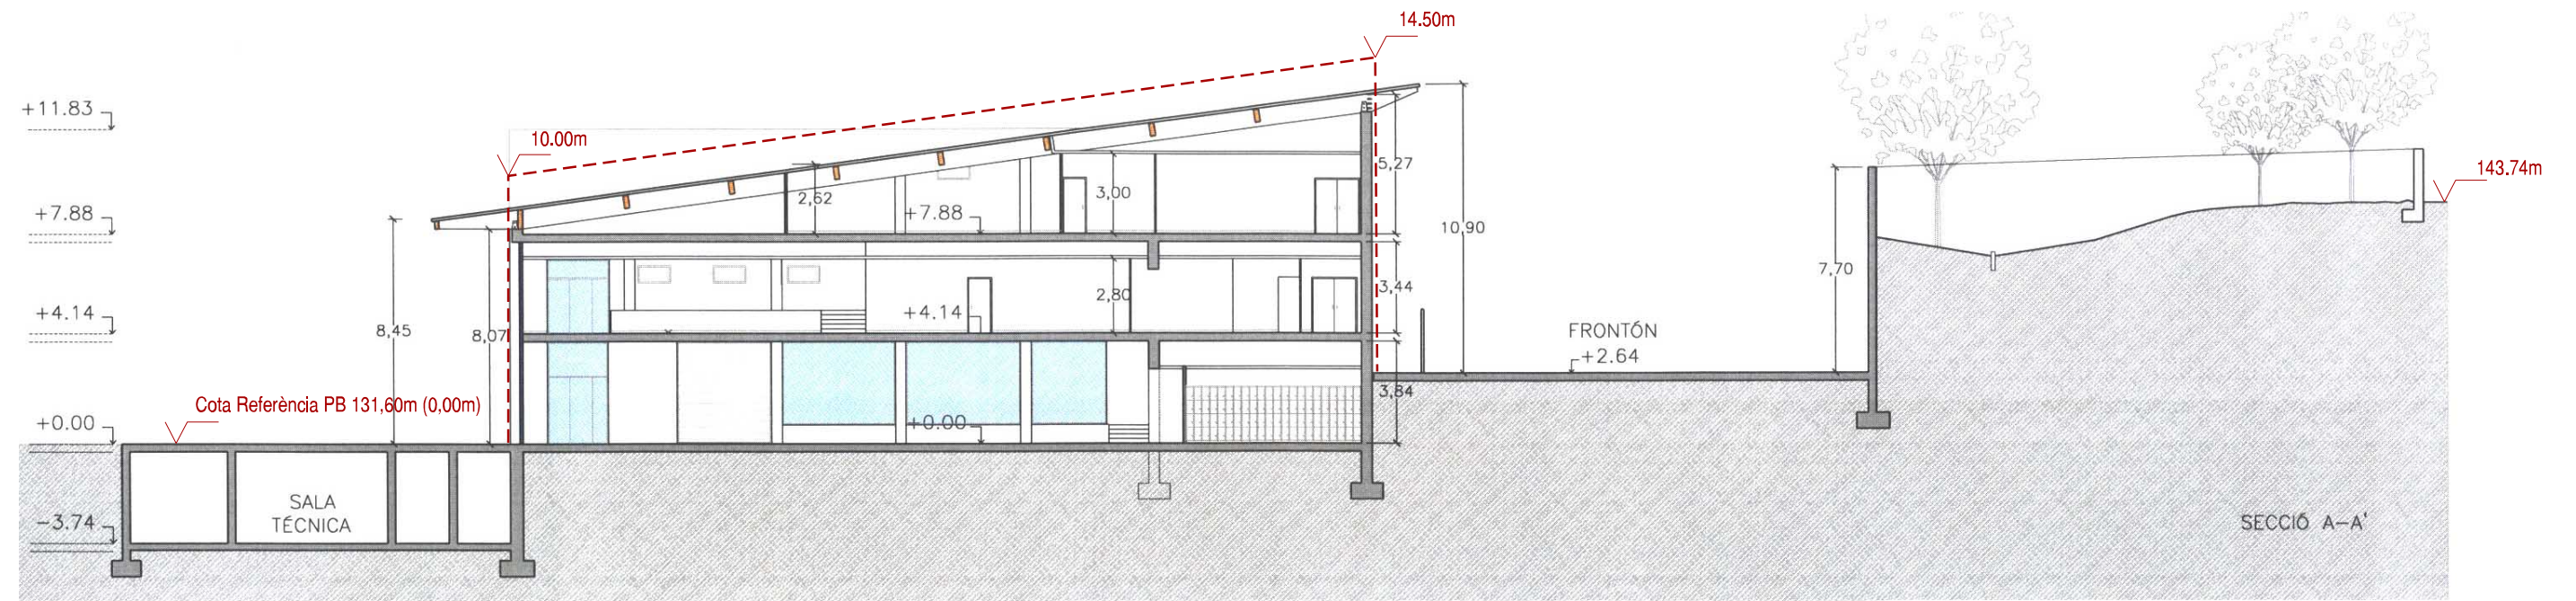 14.50m
+11.83
10.00m
5,27
143.74m
3,00
2,62
+7.88
+7.88
10,90
7,70
3,44
2,80
+4.14
+4.14
8,45
8,07
FRONTÓN
+2.64
3,84
Cota Referència PB 131,60m (0,00m)
+0.00
+0.00
SALA
TÉCNICA
-3.74
SECCIÓ A-A'